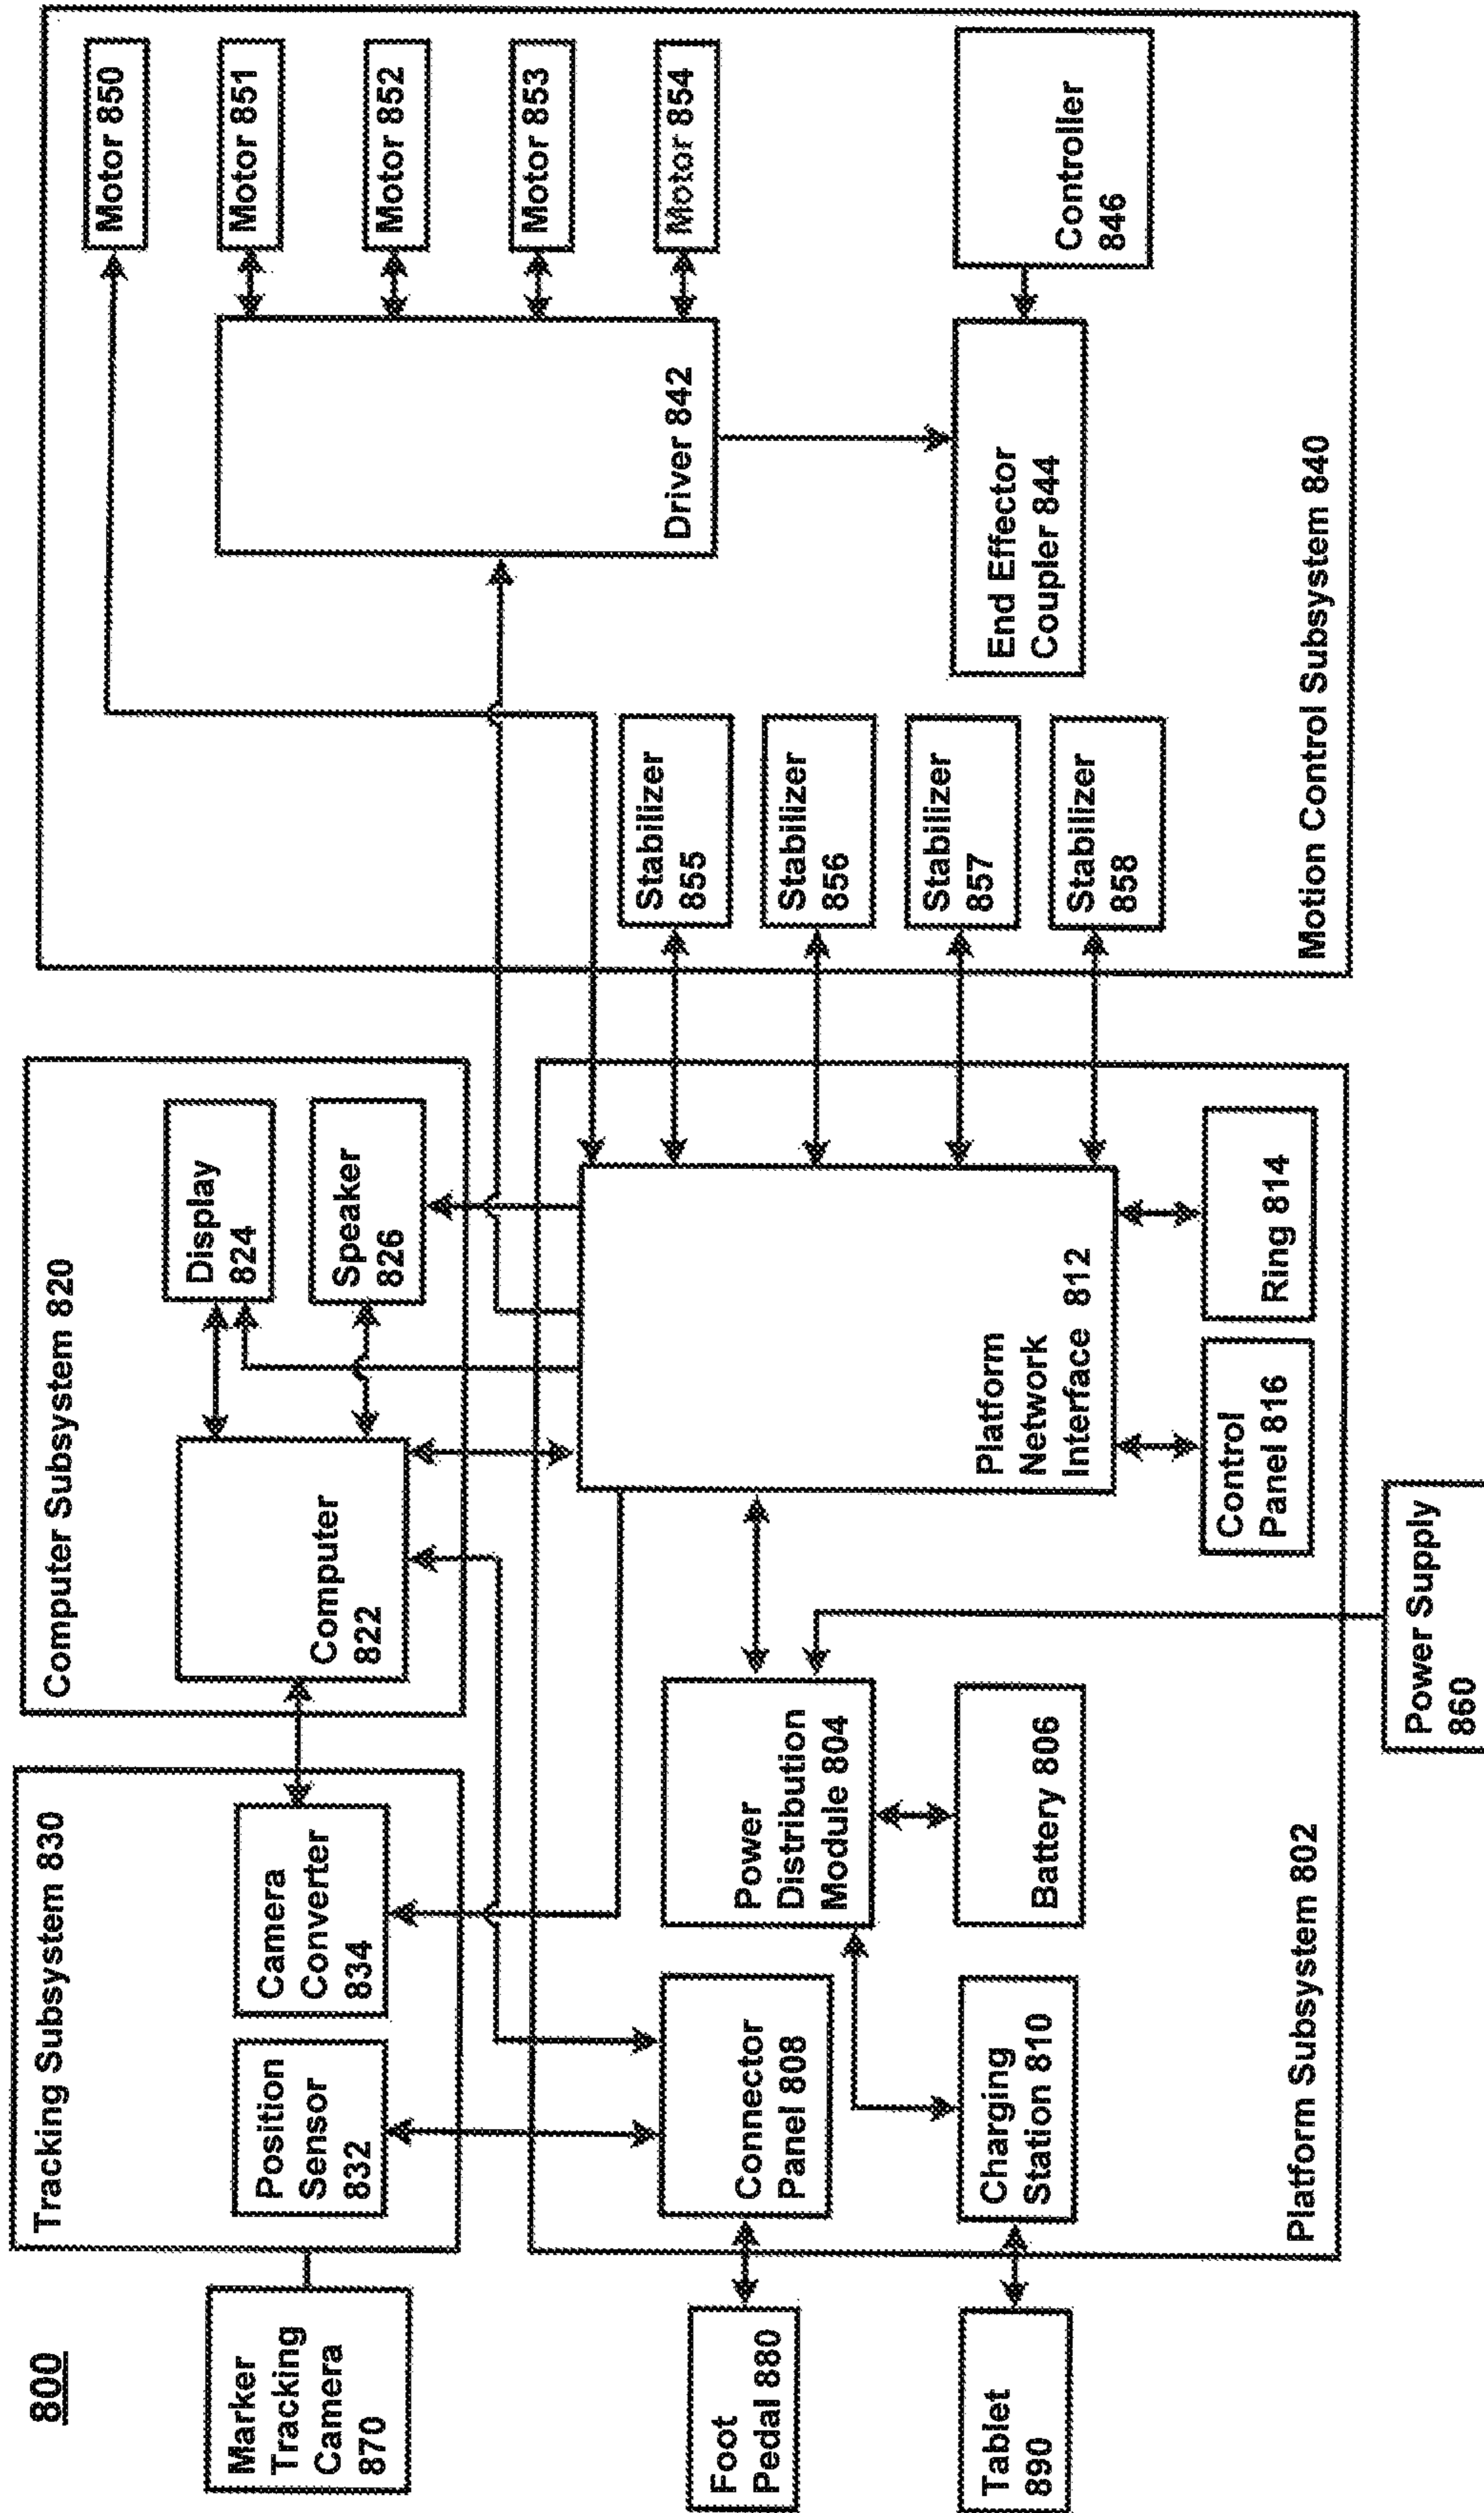 800
Marker
Tracking
Camera
870
Tracking Subsystem 830
Position
Sensor
832
Camera
Converter
834
Computer Subsystem 820
Computer
822
Display
824
Speaker
826
Foot
Pedal 880
Tablet
890
Connector
Panel 808
Charging
Station 810
Power
Distribution
Module 804
Battery 806
Platform
Network
Interface 812
Control
Panel 816
Ring 814
Platform Subsystem 802
Power Supply
860
Motor 850
Motor 851
Motor 852
Motor 853
Motor 854
Driver 842
Stabilizer
855
Stabilizer
856
Stabilizer
857
Stabilizer
858
End Effector
Coupler 844
Controller
846
Motion Control Subsystem 840